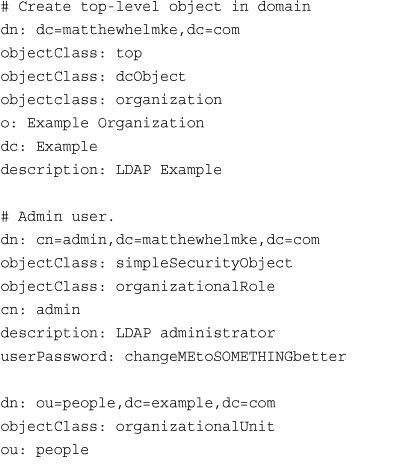 # Create top-level object in domain
dn: dc=matthewhelmke,dc=com
objectClass: top
objectClass: dcObject
objectclass: organization
o: Example Organization
dc: Example
description: LDAP Example

# Admin user.
dn: cn=admin,dc=matthewhelmke,dc=com
objectClass: simpleSecurityObject
objectClass: organizationalRole
cn: admin
description: LDAP administrator
userPassword: changeMEtoSOMETHINGbetter

dn: ou=people,dc=example,dc=com
objectClass: organizationalUnit
ou: people